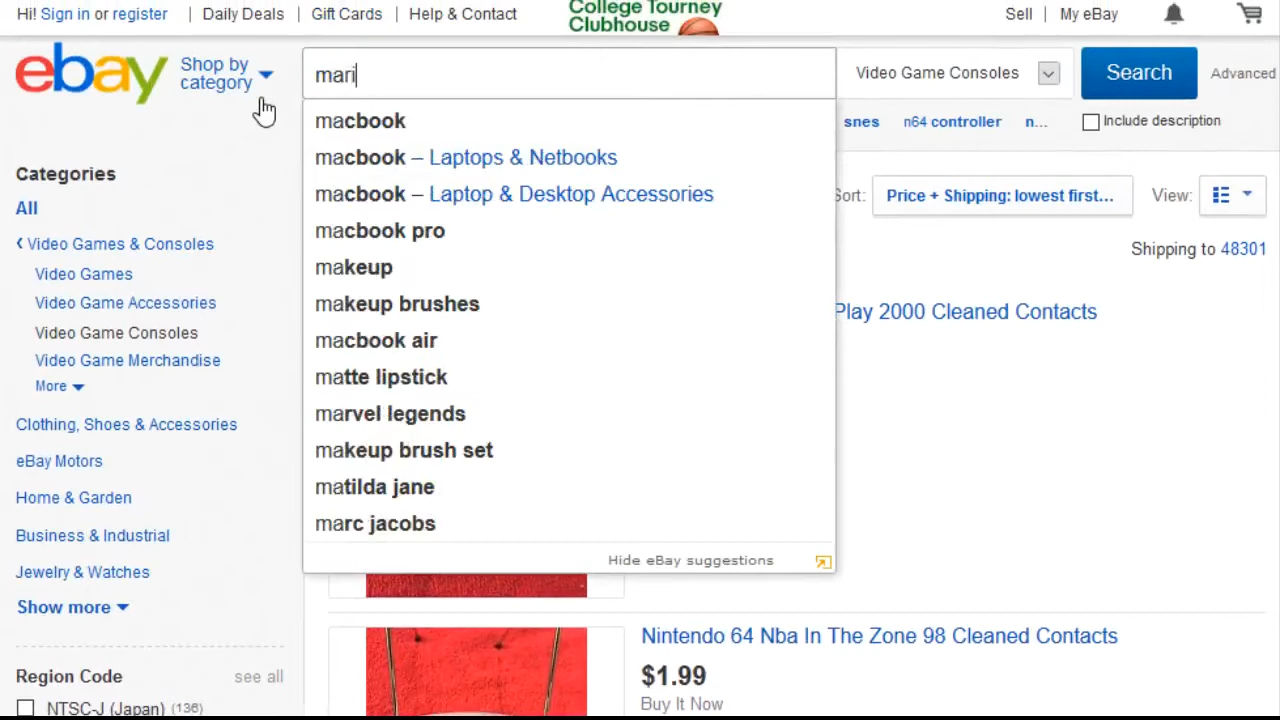 Hi! Sign in or register | Daily Deals | Gift Cards | Help & Contact
College Tourney
Clubhouse
Sell | My eBay
ebay
Shop by
category
mari
Video Game Consoles
Search
Advanced
snes n64 controller n...
Include description
macbook
macbook – Laptops & Netbooks
macbook – Laptop & Desktop Accessories
macbook pro
makeup
makeup brushes
macbook air
matte lipstick
marvel legends
makeup brush set
matilda jane
marc jacobs
Hide eBay suggestions
Categories
All
Video Games & Consoles
Video Games
Video Game Accessories
Video Game Consoles
Video Game Merchandise
More
Clothing, Shoes & Accessories
eBay Motors
Home & Garden
Business & Industrial
Jewelry & Watches
Show more
Region Code see all
NTSC-J (Japan) (136)
Sort: Price + Shipping: lowest first... View:
Shipping to 48301
Play 2000 Cleaned Contacts
Nintendo 64 Nba In The Zone 98 Cleaned Contacts
$1.99
Buy It Now